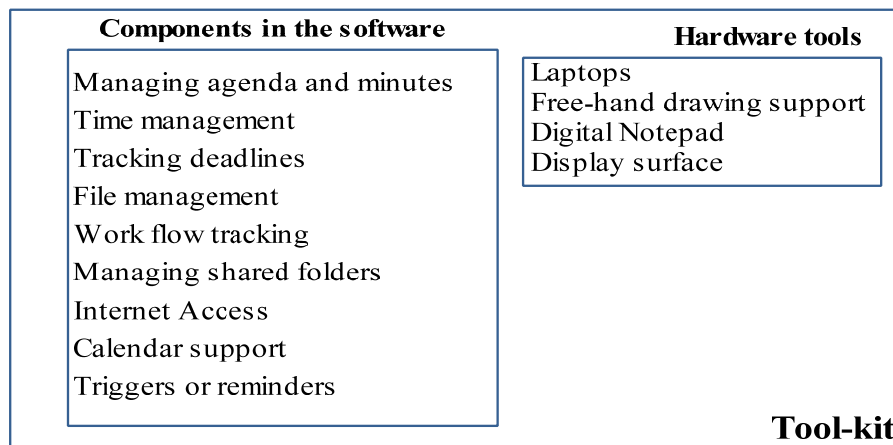 Components in the software
Managing agenda and minutes
Time management
Tracking deadlines
File management
Work flow tracking
Managing shared folders
Internet Access
Calendar support
Triggers or reminders
Hardware tools
Laptops
Free-hand drawing support
Digital Notepad
Display surface
Tool-kit